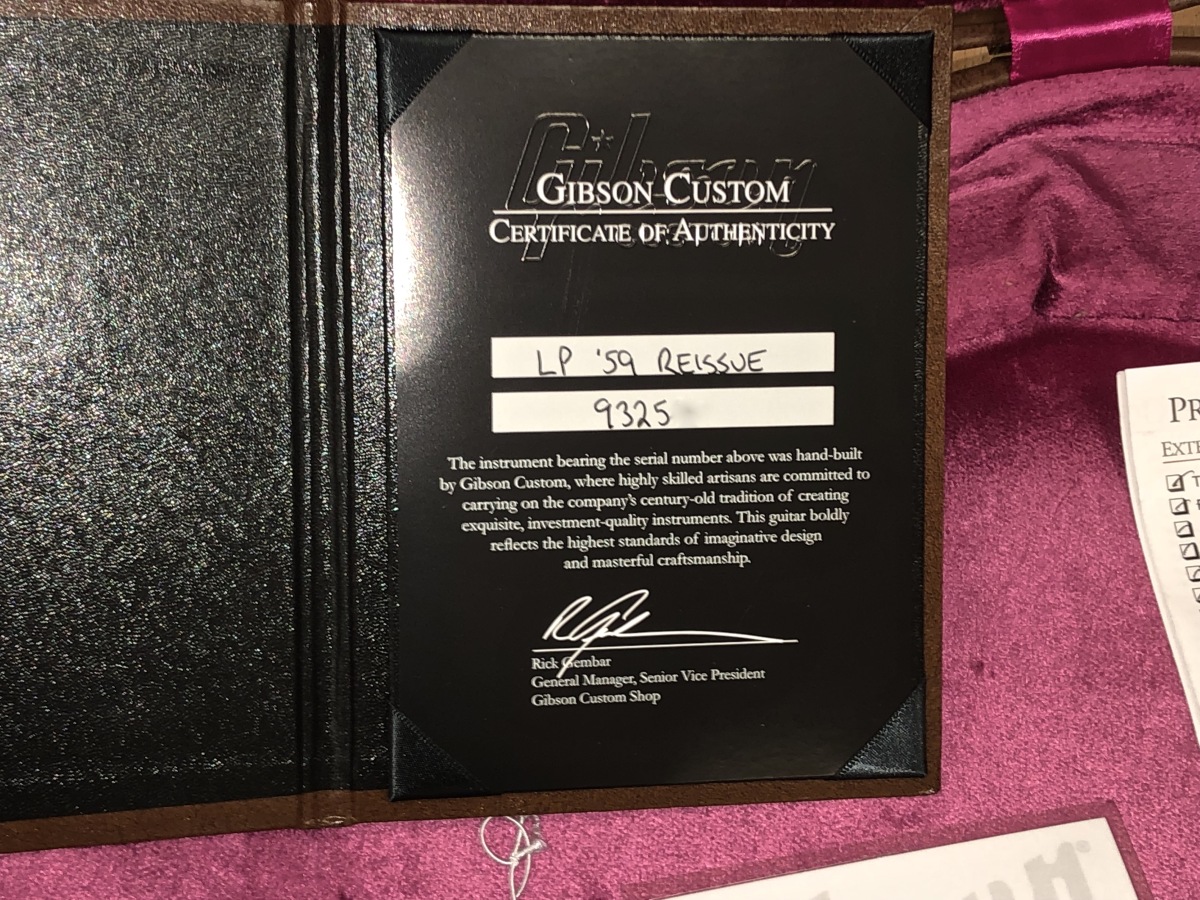 Gibson
GIBSON CUSTOM
CERTIFICATE OF AUTHENTICITY
LP '59 REISSUE
9325
The instrument bearing the serial number above was hand-built
by Gibson Custom, where highly skilled artisans are committed to
carrying on the company's century-old tradition of creating
exquisite, investment-quality instruments. This guitar boldly
reflects the highest standards of imaginative design
and masterful craftsmanship.
Rick Gembar
General Manager, Senior Vice President
Gibson Custom Shop
PR
EXTE